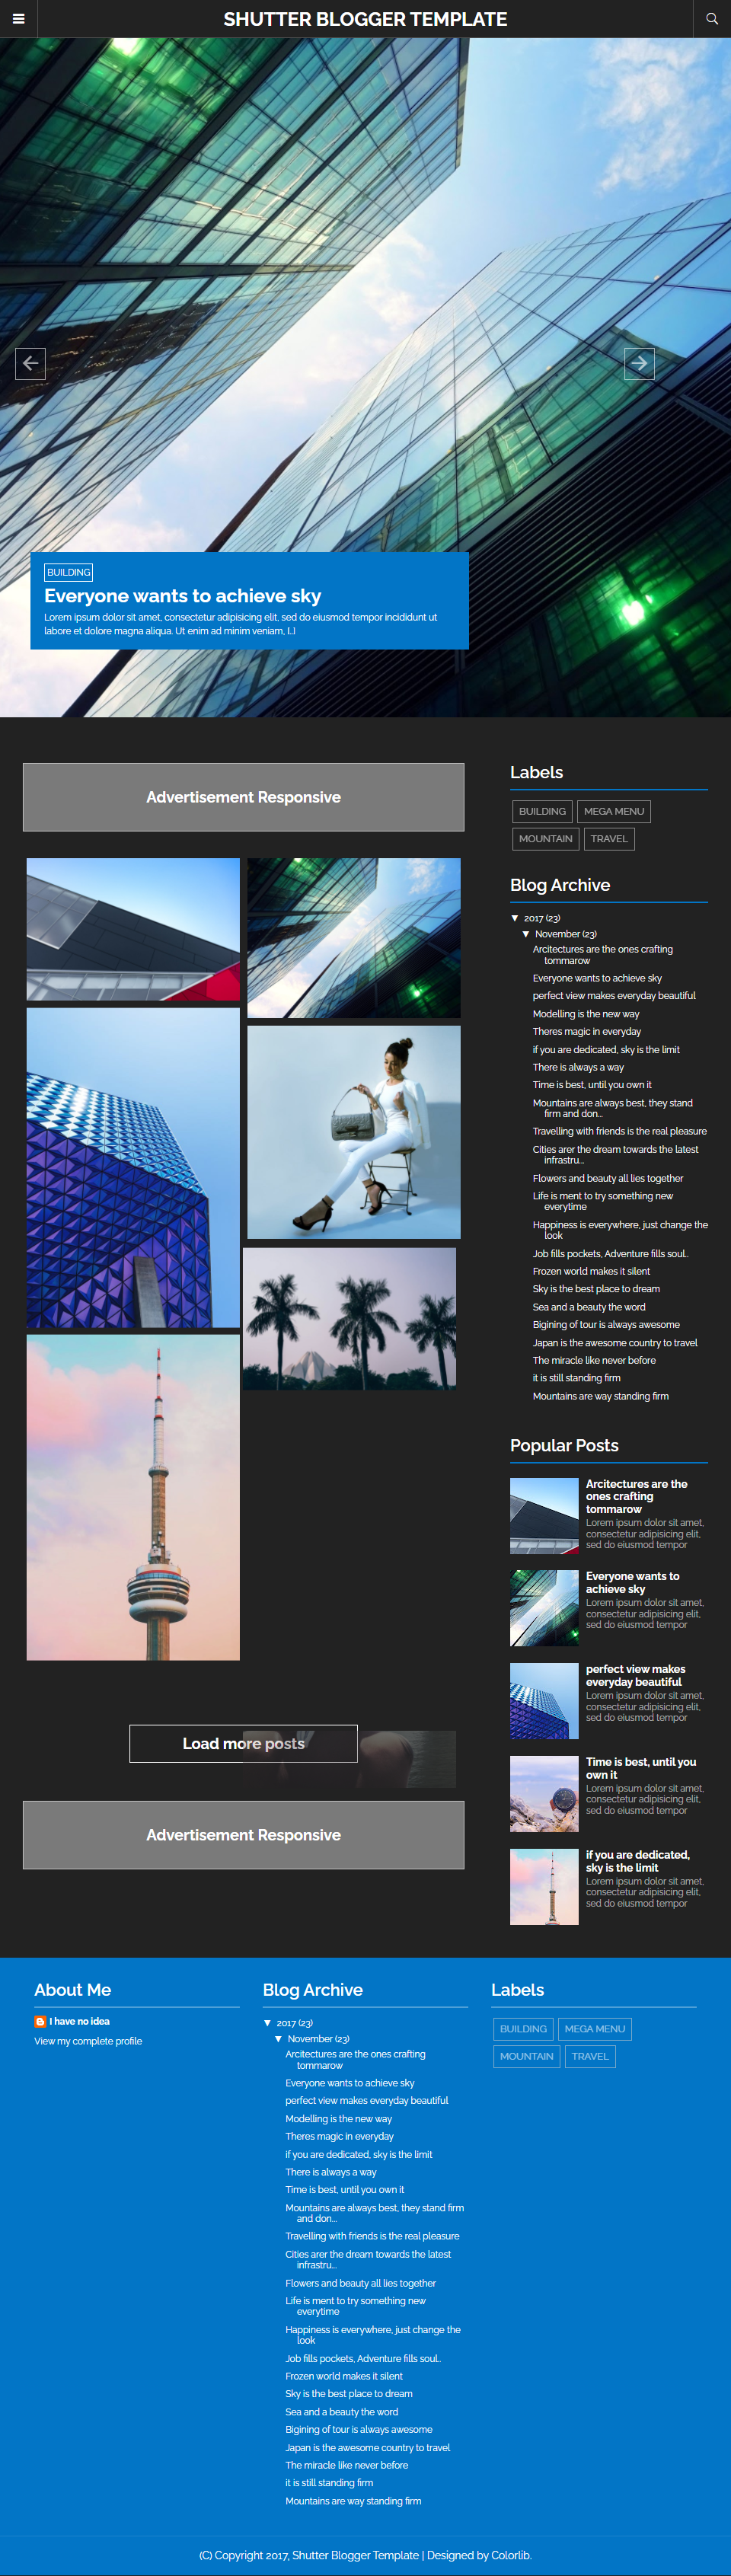 SHUTTER BLOGGER TEMPLATE
BUILDING
Everyone wants to achieve sky
Lorem ipsum dolor sit amet, consectetur adipisicing elit, sed do eiusmod tempor incididunt ut
labore et dolore magna aliqua. Ut enim ad minim veniam, [..]
Advertisement Responsive
Load more posts
Advertisement Responsive
Labels
BUILDING
MEGA MENU
MOUNTAIN
TRAVEL
Blog Archive
▼ 2017 (23)
▼ November (23)
Arcitectures are the ones crafting
tommarow
Everyone wants to achieve sky
perfect view makes everyday beautiful
Modelling is the new way
Theres magic in everyday
if you are dedicated, sky is the limit
There is always a way
Time is best, until you own it
Mountains are always best, they stand
firm and don...
Travelling with friends is the real pleasure
Cities arer the dream towards the latest
infrastru...
Flowers and beauty all lies together
Life is ment to try something new
everytime
Happiness is everywhere, just change the
look
Job fills pockets, Adventure fills soul..
Frozen world makes it silent
Sky is the best place to dream
Sea and a beauty the word
Bigining of tour is always awesome
Japan is the awesome country to travel
The miracle like never before
it is still standing firm
Mountains are way standing firm
Popular Posts
Arcitectures are the
ones crafting
tommarow
Lorem ipsum dolor sit amet,
consectetur adipisicing elit,
sed do eiusmod tempor
Everyone wants to
achieve sky
Lorem ipsum dolor sit amet,
consectetur adipisicing elit,
sed do eiusmod tempor
perfect view makes
everyday beautiful
Lorem ipsum dolor sit amet,
consectetur adipisicing elit,
sed do eiusmod tempor
Time is best, until you
own it
Lorem ipsum dolor sit amet,
consectetur adipisicing elit,
sed do eiusmod tempor
if you are dedicated,
sky is the limit
Lorem ipsum dolor sit amet,
consectetur adipisicing elit,
sed do eiusmod tempor
About Me
I have no idea
View my complete profile
Blog Archive
▼ 2017 (23)
▼ November (23)
Arcitectures are the ones crafting
tommarow
Everyone wants to achieve sky
perfect view makes everyday beautiful
Modelling is the new way
Theres magic in everyday
if you are dedicated, sky is the limit
There is always a way
Time is best, until you own it
Mountains are always best, they stand firm
and don...
Travelling with friends is the real pleasure
Cities arer the dream towards the latest
infrastru...
Flowers and beauty all lies together
Life is ment to try something new
everytime
Happiness is everywhere, just change the
look
Job fills pockets, Adventure fills soul..
Frozen world makes it silent
Sky is the best place to dream
Sea and a beauty the word
Bigining of tour is always awesome
Japan is the awesome country to travel
The miracle like never before
it is still standing firm
Mountains are way standing firm
Labels
BUILDING
MEGA MENU
MOUNTAIN
TRAVEL
(C) Copyright 2017, Shutter Blogger Template | Designed by Colorlib.